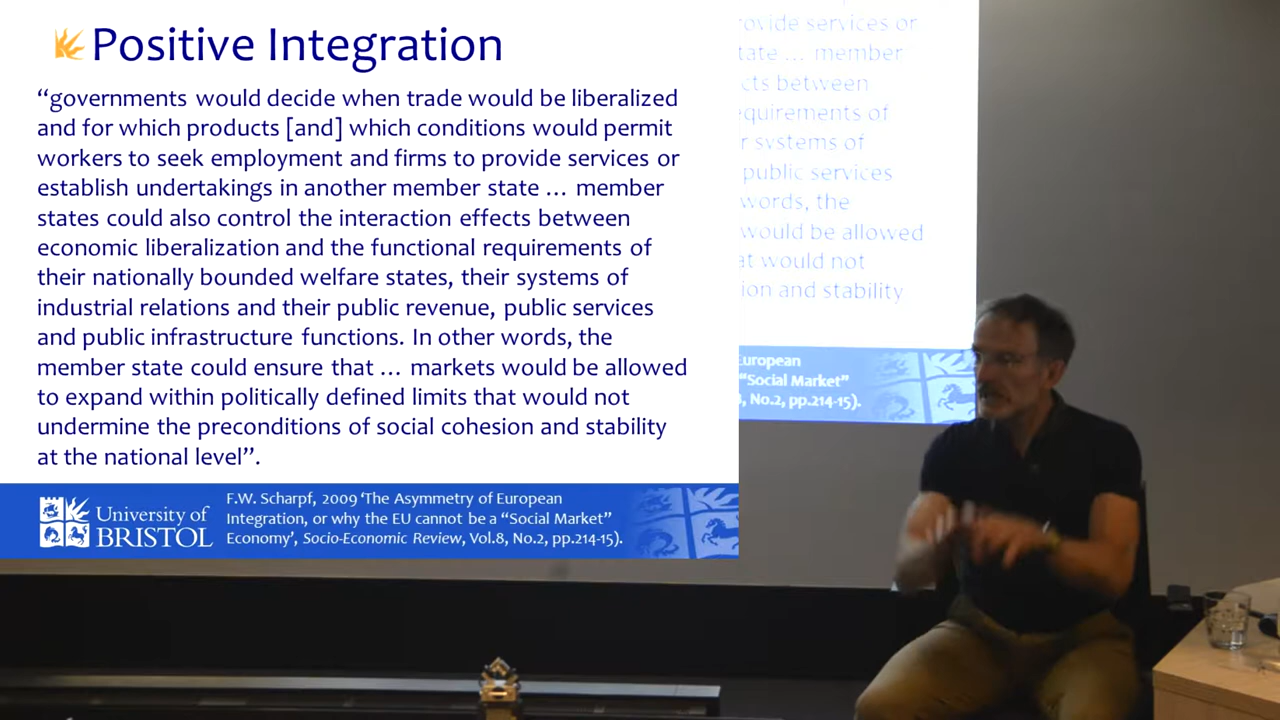 Positive Integration
“governments would decide when trade would be liberalized
and for which products [and] which conditions would permit
workers to seek employment and firms to provide services or
establish undertakings in another member state … member
states could also control the interaction effects between
economic liberalization and the functional requirements of
their nationally bounded welfare states, their systems of
industrial relations and their public revenue, public services
and public infrastructure functions. In other words, the
member state could ensure that … markets would be allowed
to expand within politically defined limits that would not
undermine the preconditions of social cohesion and stability
at the national level”.
University of
BRISTOL
F.W. Scharpf, 2009 ‘The Asymmetry of European
Integration, or why the EU cannot be a “Social Market”
Economy’, Socio-Economic Review, Vol.8, No.2, pp.214-15).
services or
… member
between
of
systems of
public services
words, the
would be allowed
would not
and stability
European
“Social Market”
No.2, pp.214-15).